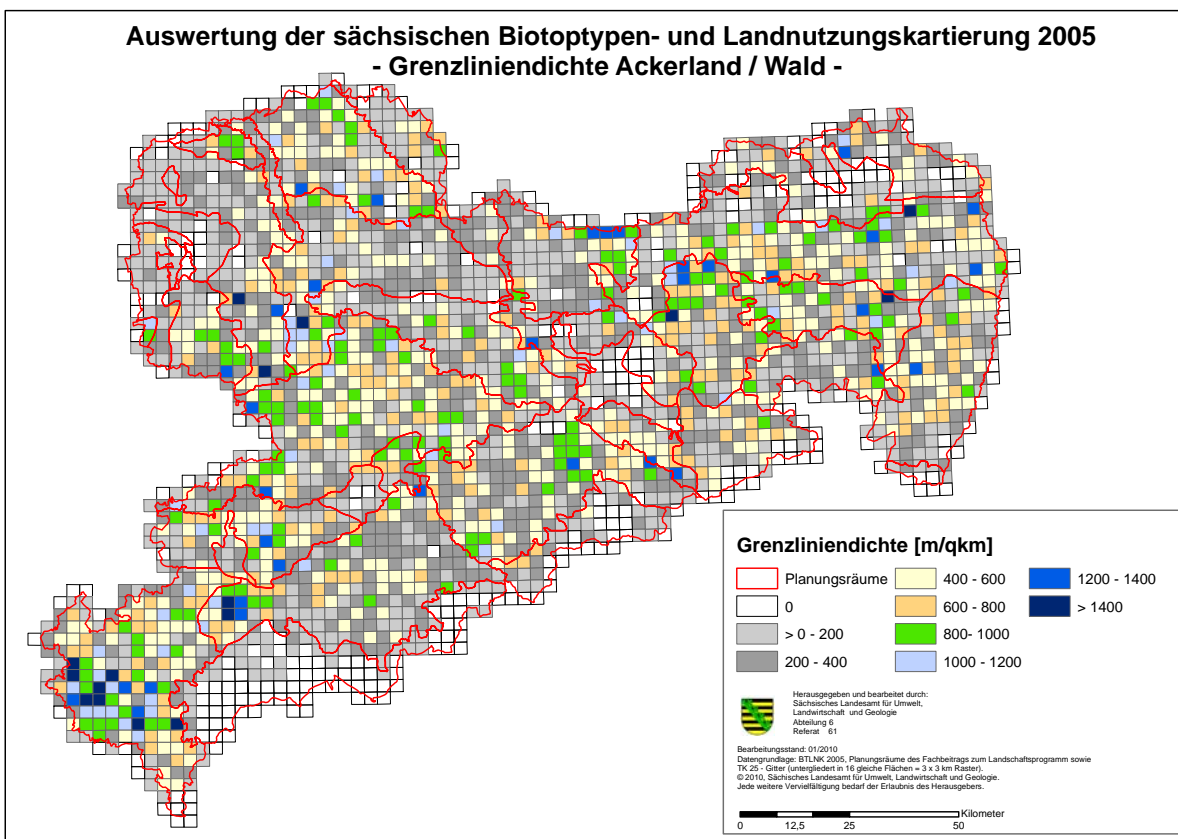 Auswertung der sächsischen Biotoptypen- und Landnutzungskartierung 2005
- Grenzliniendichte Ackerland / Wald -
Grenzliniendichte [m/qkm]
Planungsräume
0
> 0 - 200
200 - 400
400 - 600
600 - 800
800- 1000
1000 - 1200
1200 - 1400
> 1400
Herausgegeben und bearbeitet durch:
Sächsisches Landesamt für Umwelt,
Landwirtschaft und Geologie
Abteilung 6
Referat 61
Bearbeitungsstand: 01/2010
Datengrundlage: BTLNK 2005, Planungsräume des Fachbeitrags zum Landschaftsprogramm sowie
TK 25 - Gitter (untergliedert in 16 gleiche Flächen = 3 x 3 km Raster).
© 2010, Sächisches Landesamt für Umwelt, Landwirtschaft und Geologie.
Jede weitere Vervielfältigung bedarf der Erlaubnis des Herausgebers.
Kilometer
0 12,5 25 50